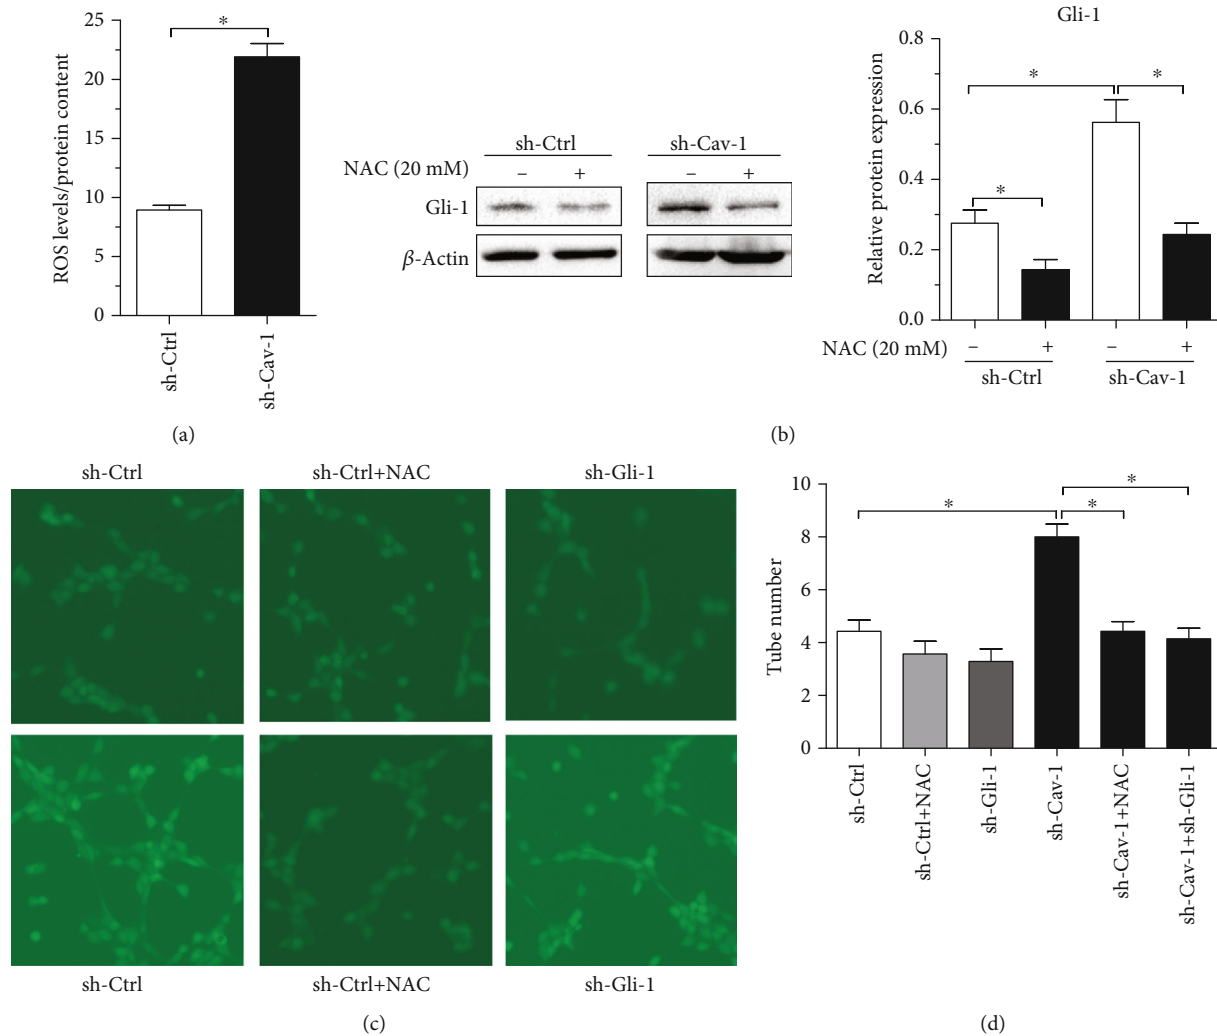 25
20
15
10
5
0
ROS levels/protein content
*
sh-Ctrl
sh-Cav-1
(a)
sh-Ctrl
sh-Cav-1
NAC (20 mM)
– + – +
Gli-1
β-Actin
Gli-1
0.8
0.6
0.4
0.2
0.0
Relative protein expression
* * *
NAC (20 mM) – + – +
sh-Ctrl
sh-Cav-1
(b)
sh-Ctrl
sh-Ctrl+NAC
sh-Gli-1
sh-Ctrl
sh-Ctrl+NAC
sh-Gli-1
(c)
10
8
6
4
2
0
Tube number
* * *
sh-Ctrl
sh-Ctrl+NAC
sh-Gli-1
sh-Cav-1
sh-Cav-1+NAC
sh-Cav-1+sh-Gli-1
(d)